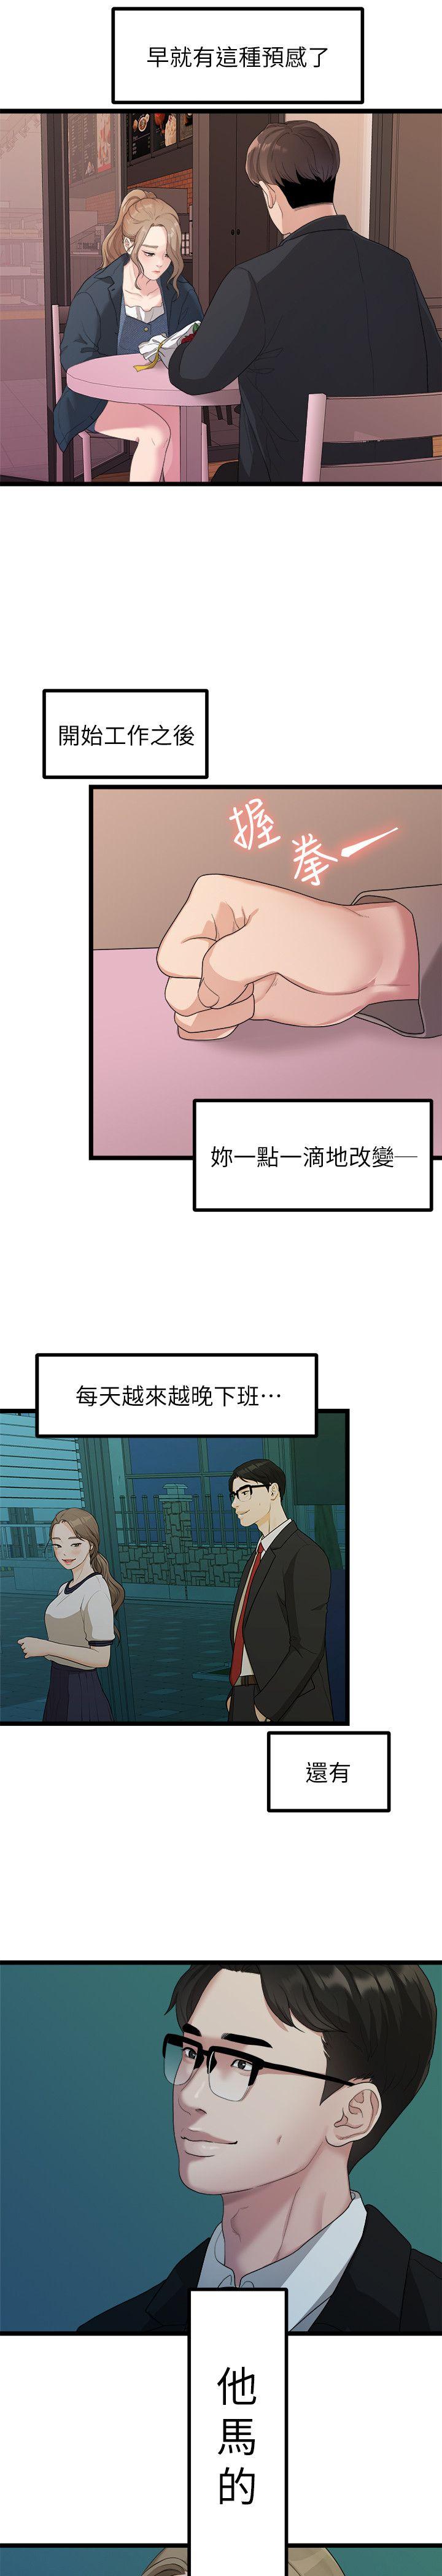 早就有這種預感了
開始工作之後
握拳
妳一點一滴地改變─
每天越來越晚下班⋯
還有
他馬的